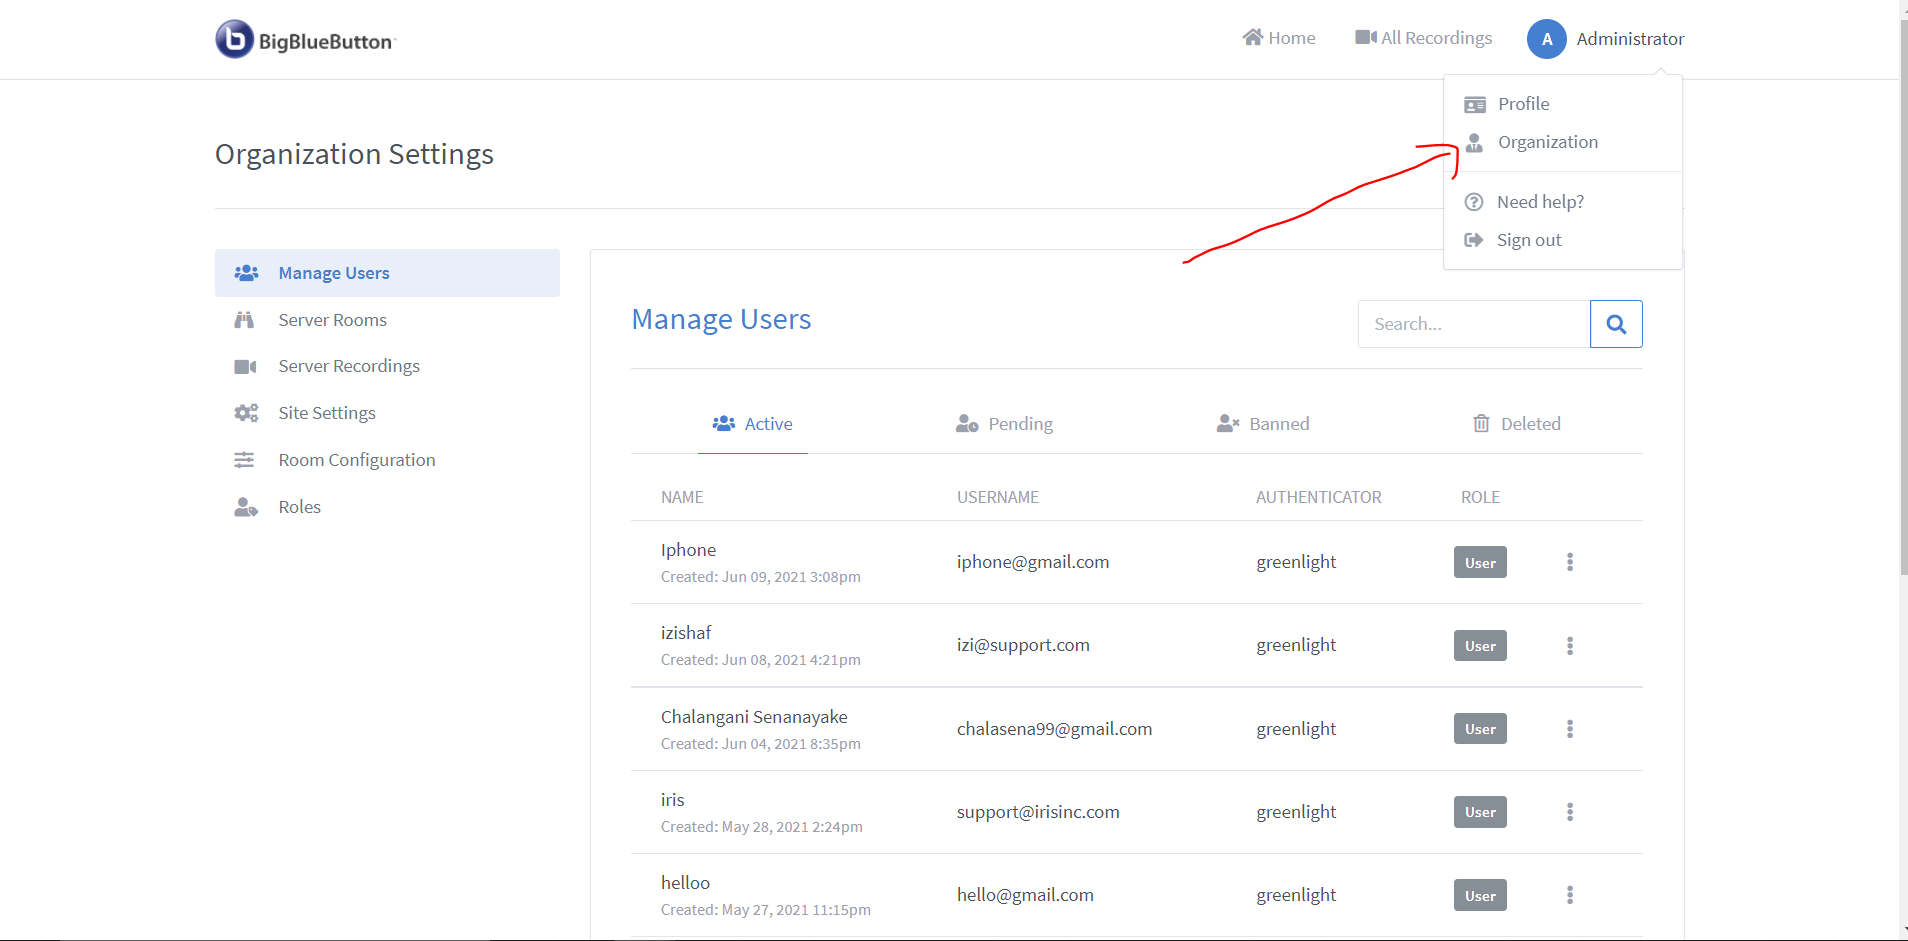 BigBlueButton
Home
All Recordings
A
Administrator
Profile
Organization
Need help?
Sign out
Organization Settings
Manage Users
Server Rooms
Server Recordings
Site Settings
Room Configuration
Roles
Manage Users
Search...
Active
Pending
Banned
Deleted
NAME USERNAME AUTHENTICATOR ROLE
Iphone
Created: Jun 09, 2021 3:08pm
iphone@gmail.com
greenlight
User
izishaf
Created: Jun 08, 2021 4:21pm
izi@support.com
greenlight
User
Chalangani Senanayake
Created: Jun 04, 2021 8:35pm
chalasena99@gmail.com
greenlight
User
iris
Created: May 28, 2021 2:24pm
support@irisinc.com
greenlight
User
helloo
Created: May 27, 2021 11:15pm
hello@gmail.com
greenlight
User